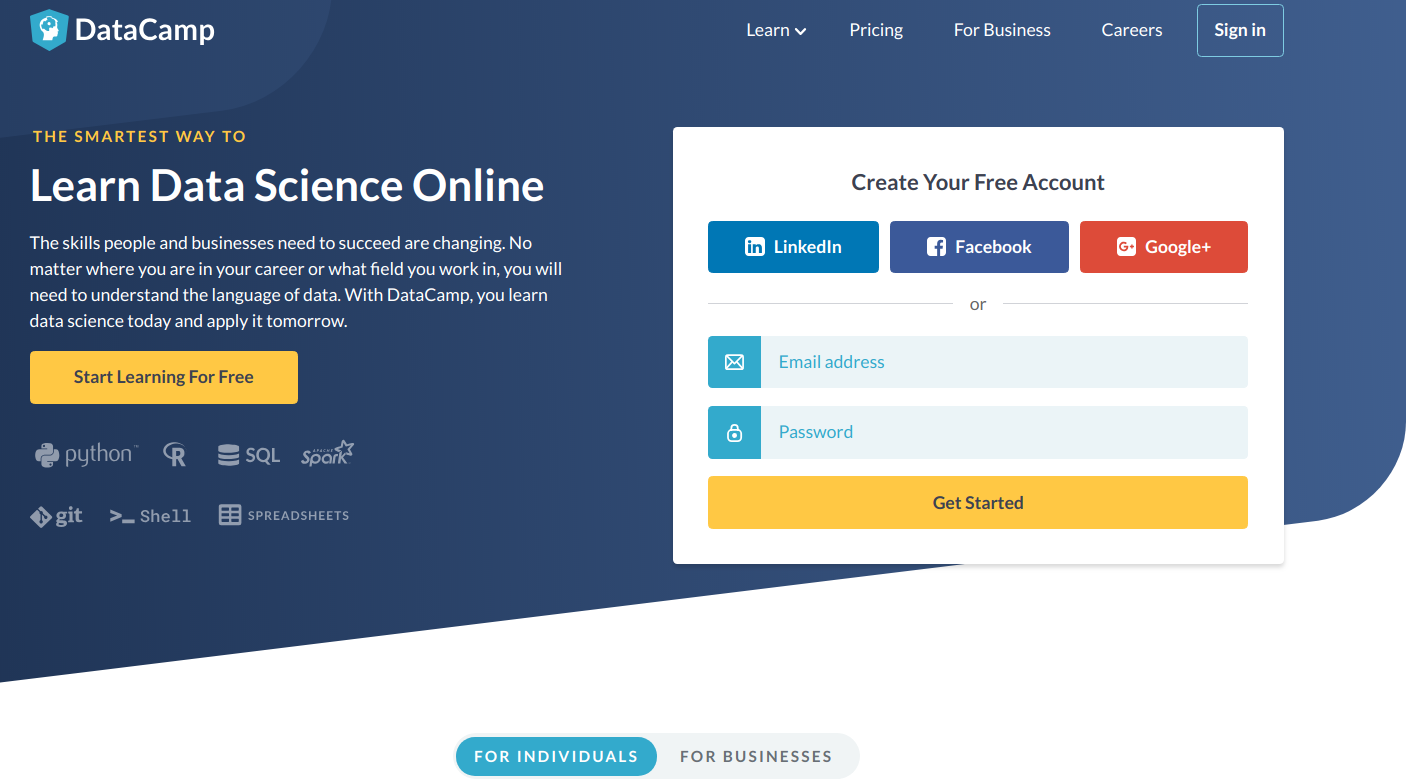 DataCamp
Learn
Pricing
For Business
Careers
Sign in
THE SMARTEST WAY TO
Learn Data Science Online
The skills people and businesses need to succeed are changing. No
matter where you are in your career or what field you work in, you will
need to understand the language of data. With DataCamp, you learn
data science today and apply it tomorrow.
Start Learning For Free
python™
R
SQL
APACHE Spark™
git
>_ Shell
SPREADSHEETS
Create Your Free Account
in LinkedIn
f Facebook
G+ Google+
or
Email address
Password
Get Started
FOR INDIVIDUALS
FOR BUSINESSES